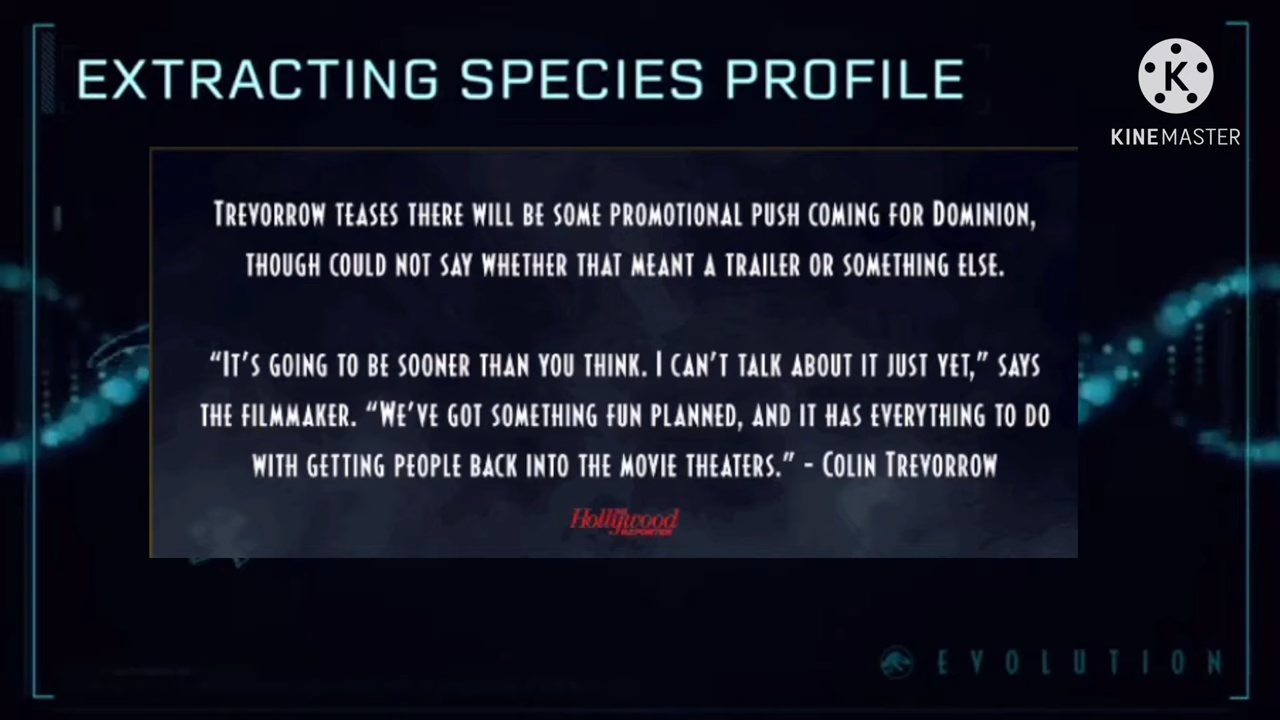 EXTRACTING SPECIES PROFILE
K
KINEMASTER
TREVORROW TEASES THERE WILL BE SOME PROMOTIONAL PUSH COMING FOR DOMINION,
THOUGH COULD NOT SAY WHETHER THAT MEANT A TRAILER OR SOMETHING ELSE.
“IT’S GOING TO BE SOONER THAN YOU THINK. I CAN’T TALK ABOUT IT JUST YET,” SAYS
THE FILMMAKER. “WE’VE GOT SOMETHING FUN PLANNED, AND IT HAS EVERYTHING TO DO
WITH GETTING PEOPLE BACK INTO THE MOVIE THEATERS.” - COLIN TREVORROW
THE
Hollywood
REPORTER
EVOLUTION